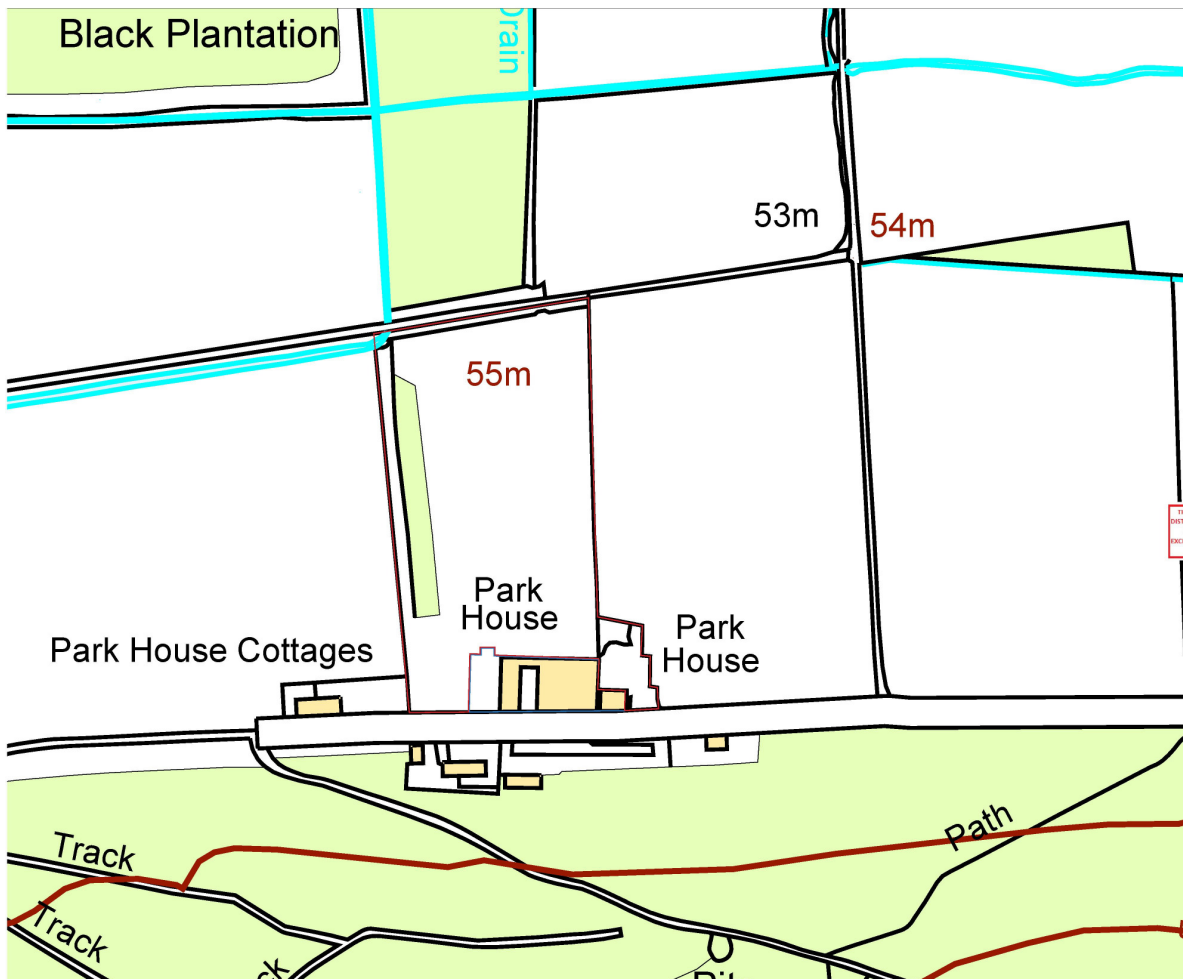 Black Plantation
Drain
53m
54m
55m
Park
House
Park
House
Park House Cottages
Path
Track
Track